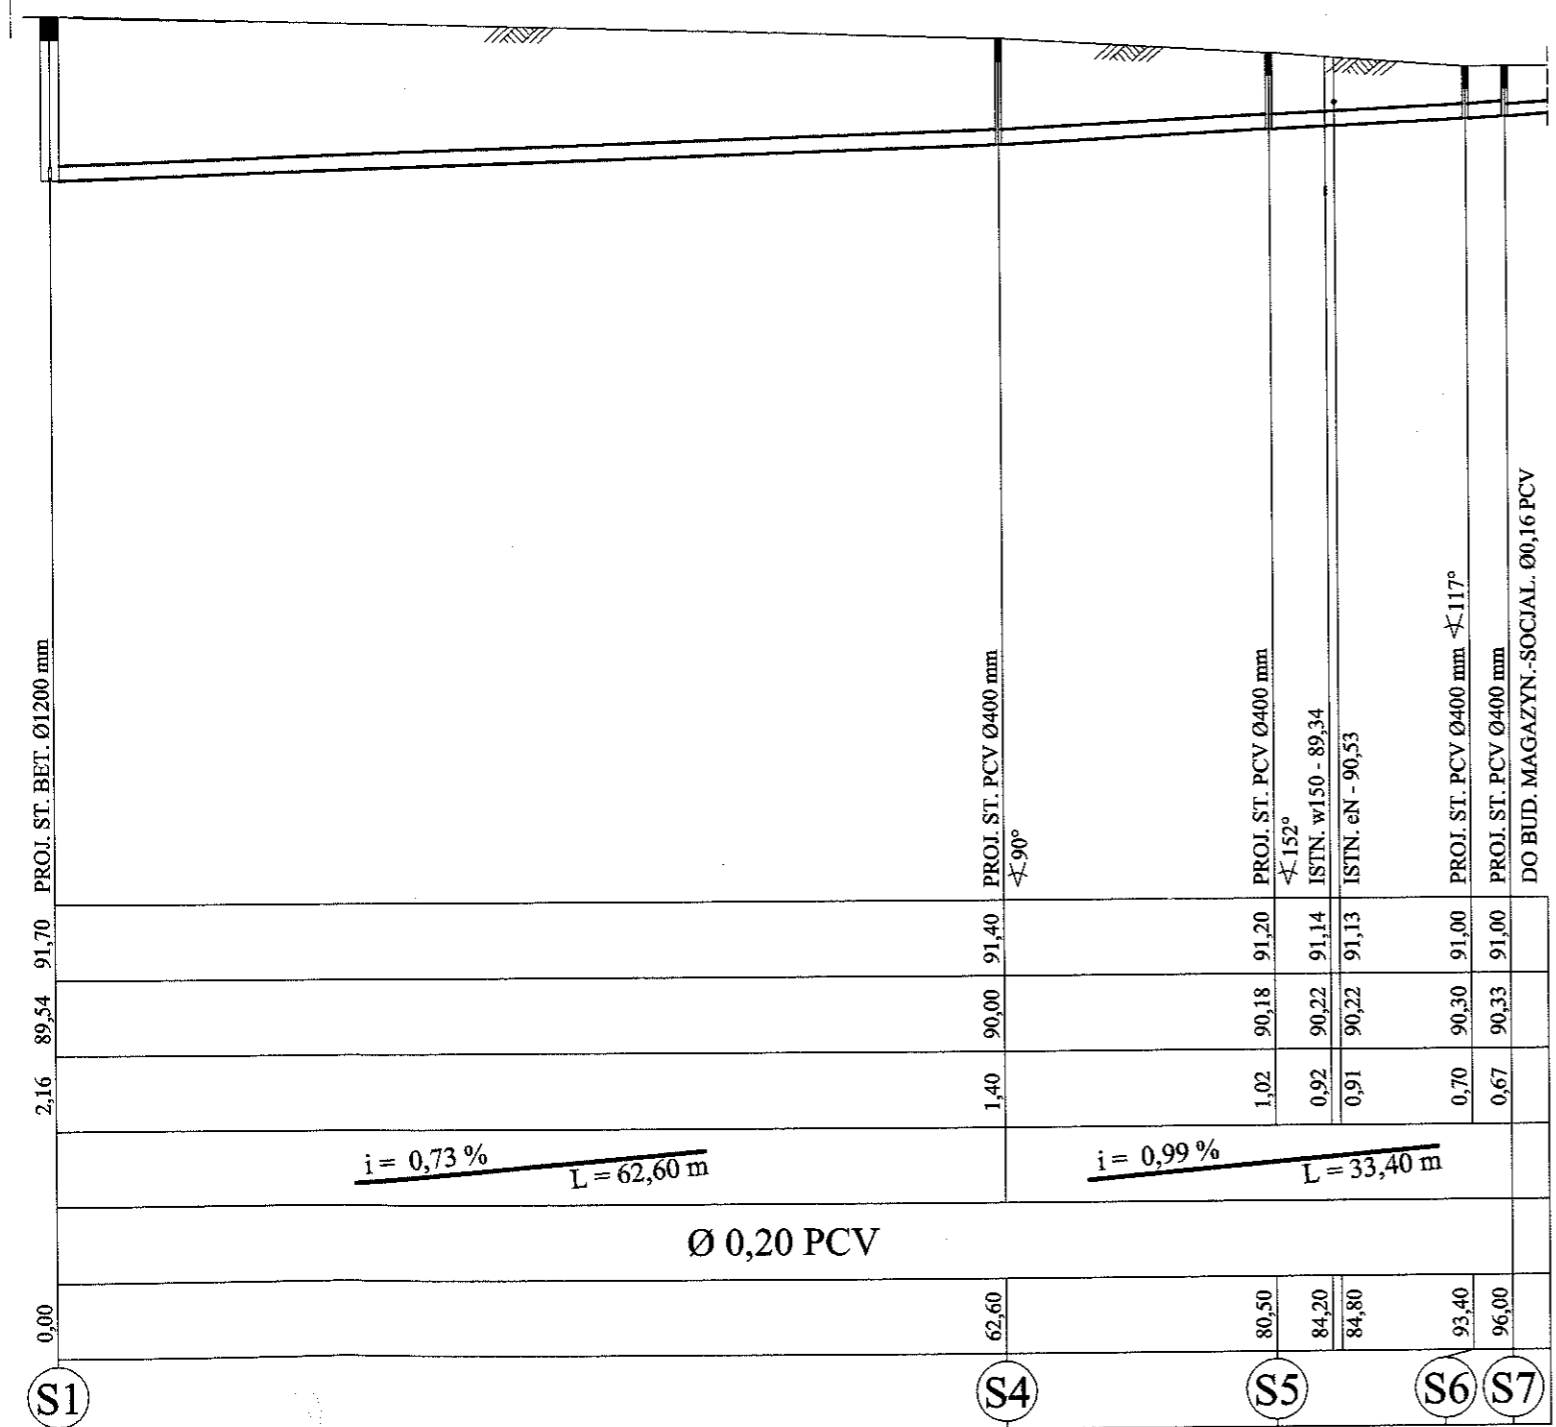 PROJ. ST. BET. Ø1200 mm
PROJ. ST. PCV Ø400 mm
∢90°
PROJ. ST. PCV Ø400 mm
∢152°
ISTN. w150 - 89,34
ISTN. eN - 90,53
PROJ. ST. PCV Ø400 mm ∢117°
PROJ. ST. PCV Ø400 mm
DO BUD. MAGAZYN.-SOCJAL. Ø0,16 PCV
91,70 91,40 91,20 91,14 91,13 91,00 91,00
89,54 90,00 90,18 90,22 90,22 90,30 90,33
2,16 1,40 1,02 0,92 0,91 0,70 0,67
i = 0,73 % L = 62,60 m i = 0,99 % L = 33,40 m
Ø 0,20 PCV
0,00 62,60 80,50 84,20 84,80 93,40 96,00
S1 S4 S5 S6 S7